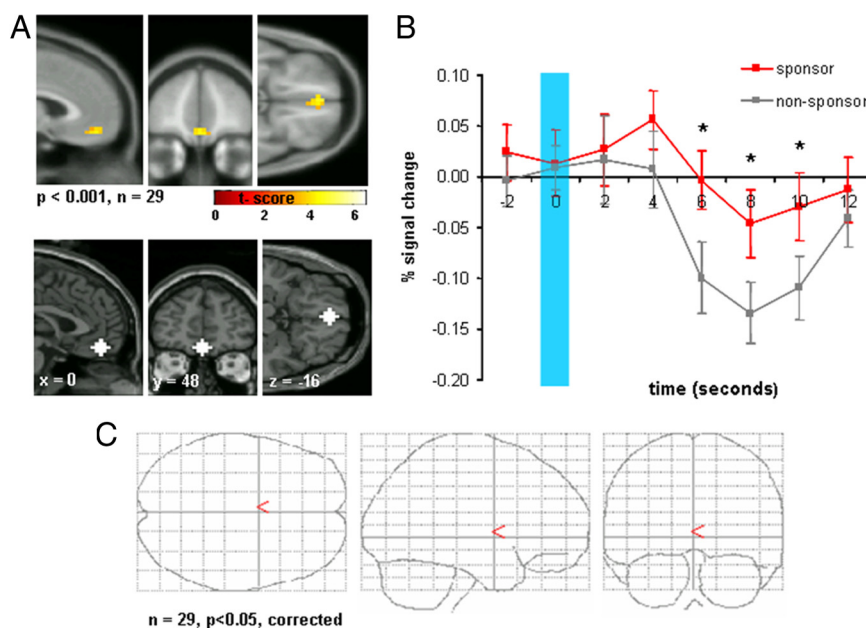 A
p < 0.001, n = 29
t- score
0 2 4 6
x = 0
y = 48
z = -16
B
sponsor
non-sponsor
% signal change
0.10
0.05
0.00
-0.05
-0.10
-0.15
-0.20
-2 0 2 4 6 8 10 12
* * *
time (seconds)
C
n = 29, p<0.05, corrected